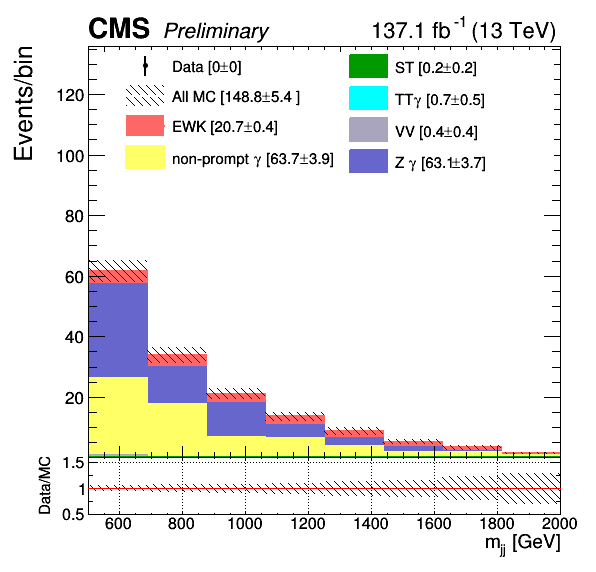 CMS Preliminary 137.1 fb⁻¹ (13 TeV)
Events/bin
Data [0±0]
All MC [148.8±5.4 ]
EWK [20.7±0.4]
non-prompt γ [63.7±3.9]
ST [0.2±0.2]
TTγ [0.7±0.5]
VV [0.4±0.4]
Z γ [63.1±3.7]
120
100
80
60
40
20
Data/MC
1.5
1
0.5
600 800 1000 1200 1400 1600 1800 2000
m_jj [GeV]